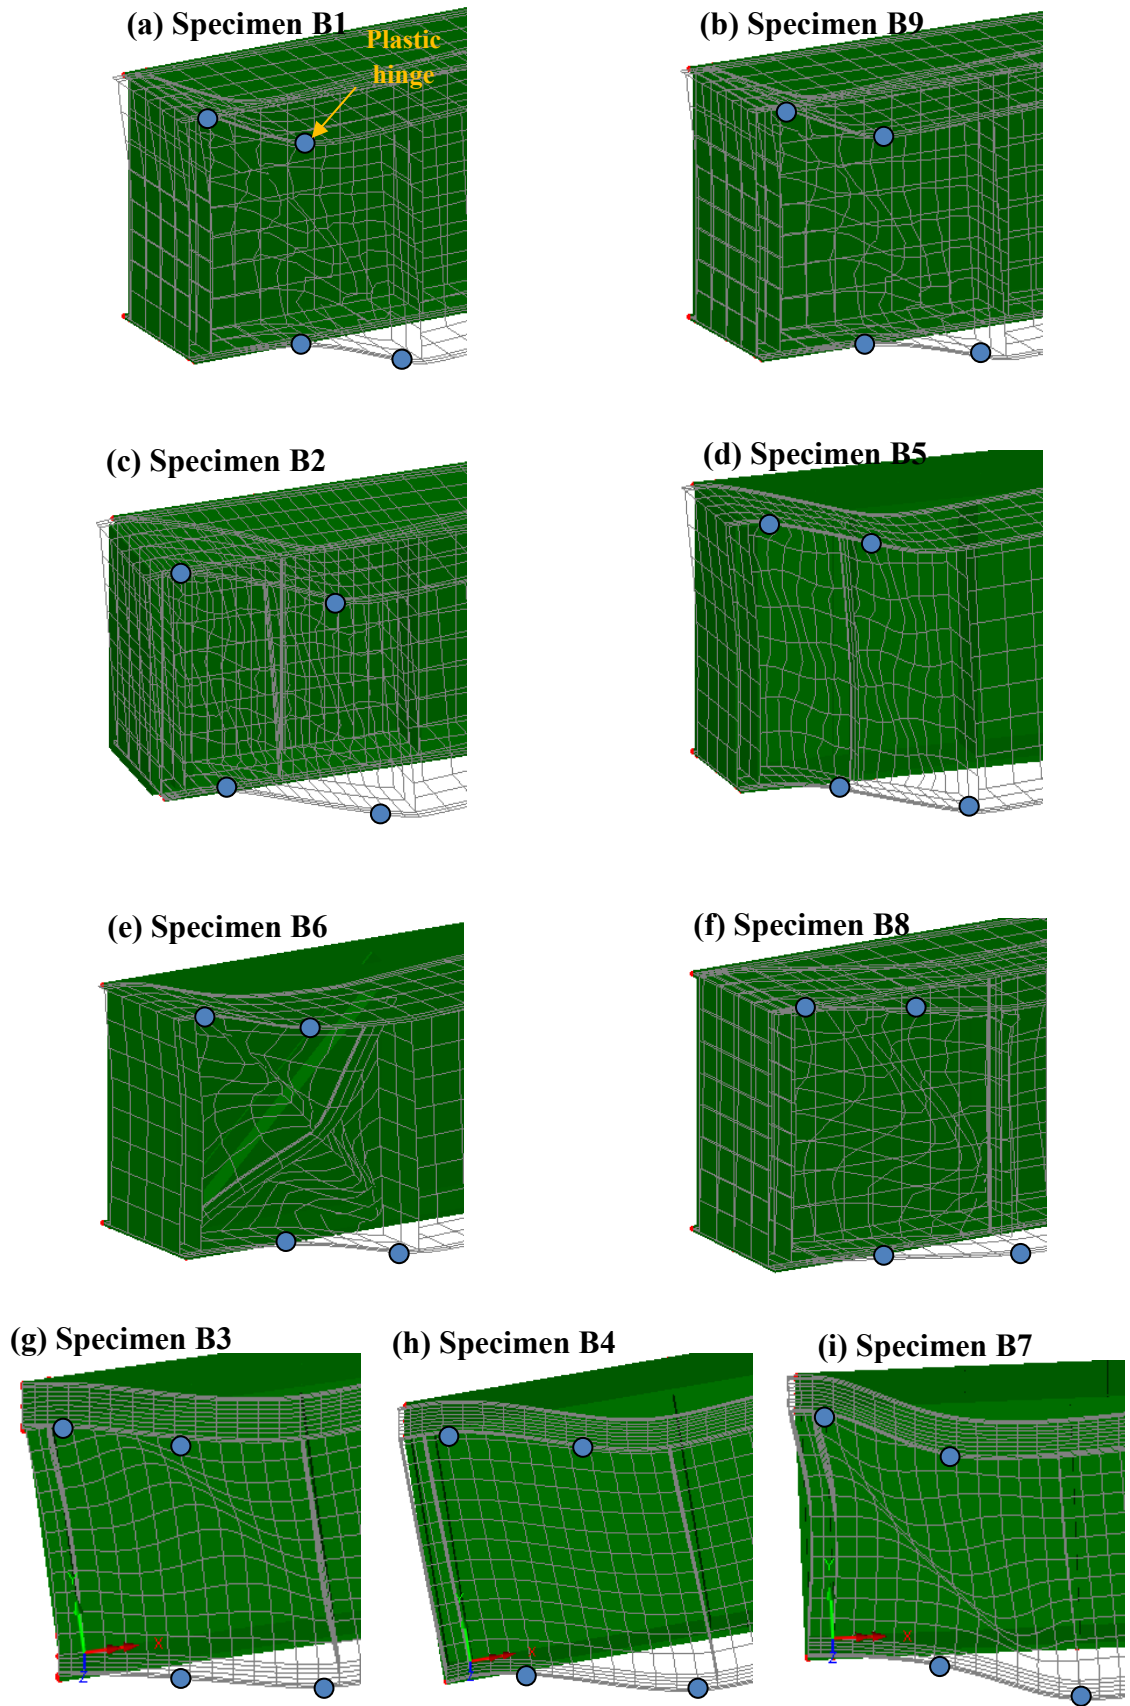 (a) Specimen B1
(b) Specimen B9
Plastic
hinge
(c) Specimen B2
(d) Specimen B5
(e) Specimen B6
(f) Specimen B8
(g) Specimen B3
(h) Specimen B4
(i) Specimen B7
X
Z
X
Z
Y
X
Z